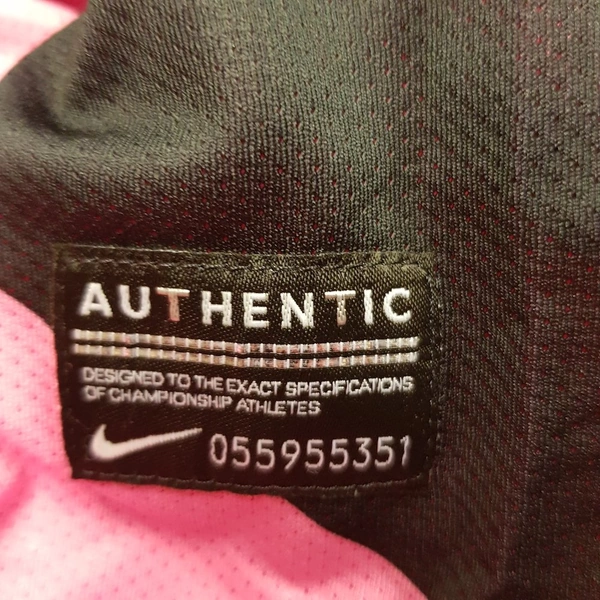 AUTHENTIC
DESIGNED TO THE EXACT SPECIFICATIONS
OF CHAMPIONSHIP ATHLETES
055955351